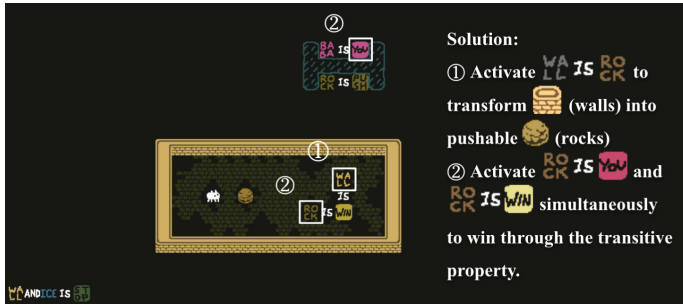 ②
BABA IS YOU
ROCK IS PUSH
①
WALL
②
IS
ROCK IS WIN
WALL AND ICE IS STOP
Solution:
① Activate WALL IS ROCK to
transform (walls) into
pushable (rocks)
② Activate ROCK IS YOU and
ROCK IS WIN simultaneously
to win through the transitive
property.